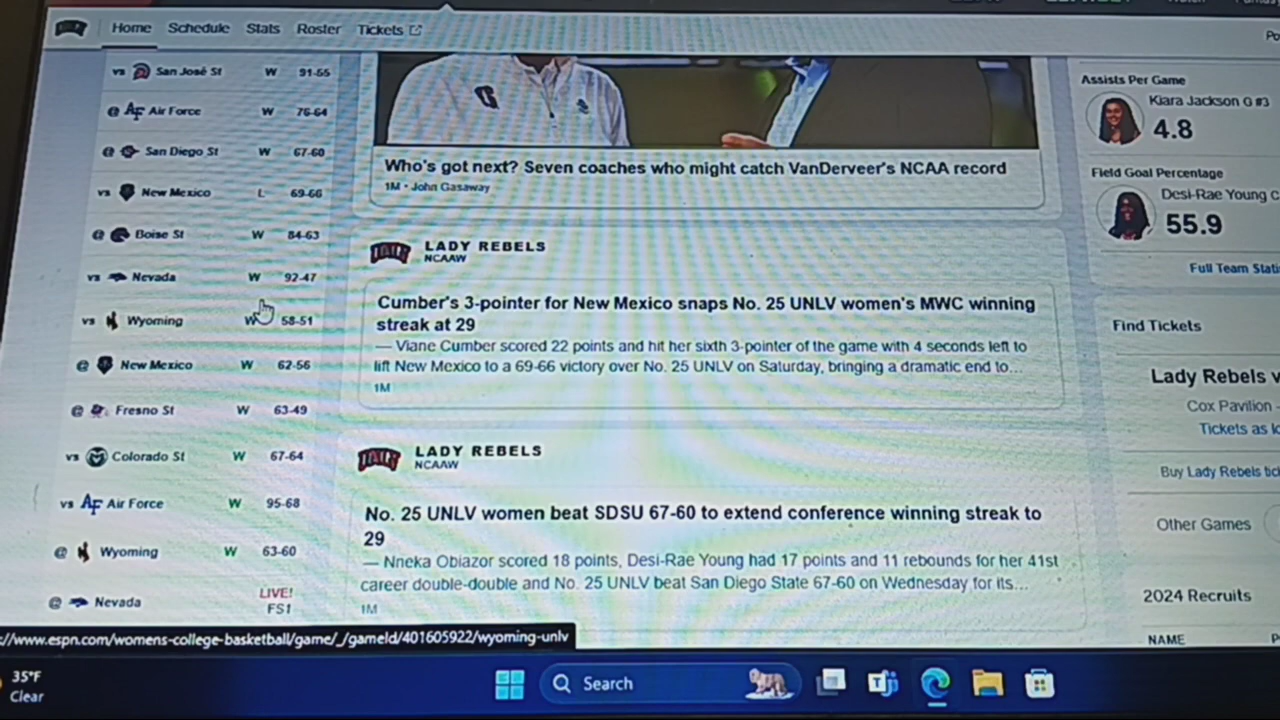 Home Schedule Stats Roster Tickets
vs San José St W 91-55
@ Air Force W 76-64
@ San Diego St W 67-60
vs New Mexico L 69-66
@ Boise St W 84-63
vs Nevada W 92-47
vs Wyoming W 58-51
@ New Mexico W 62-56
@ Fresno St W 63-49
vs Colorado St W 67-64
vs Air Force W 95-68
@ Wyoming W 63-60
@ Nevada LIVE!
FS1
Who's got next? Seven coaches who might catch VanDerveer's NCAA record
1M • John Gasaway
LADY REBELS
NCAAW
Cumber's 3-pointer for New Mexico snaps No. 25 UNLV women's MWC winning
streak at 29
— Viane Cumber scored 22 points and hit her sixth 3-pointer of the game with 4 seconds left to
lift New Mexico to a 69-66 victory over No. 25 UNLV on Saturday, bringing a dramatic end to...
1M
LADY REBELS
NCAAW
No. 25 UNLV women beat SDSU 67-60 to extend conference winning streak to
29
— Nneka Obiazor scored 18 points, Desi-Rae Young had 17 points and 11 rebounds for her 41st
career double-double and No. 25 UNLV beat San Diego State 67-60 on Wednesday for its...
1M
Assists Per Game
Kiara Jackson G #3
4.8
Field Goal Percentage
Desi-Rae Young C
55.9
Full Team Stati
Find Tickets
Lady Rebels v
Cox Pavilion
Tickets as lo
Buy Lady Rebels tic
Other Games
2024 Recruits
NAME
://www.espn.com/womens-college-basketball/game/_/gameId/401605922/wyoming-unlv
35°F
Clear
Search